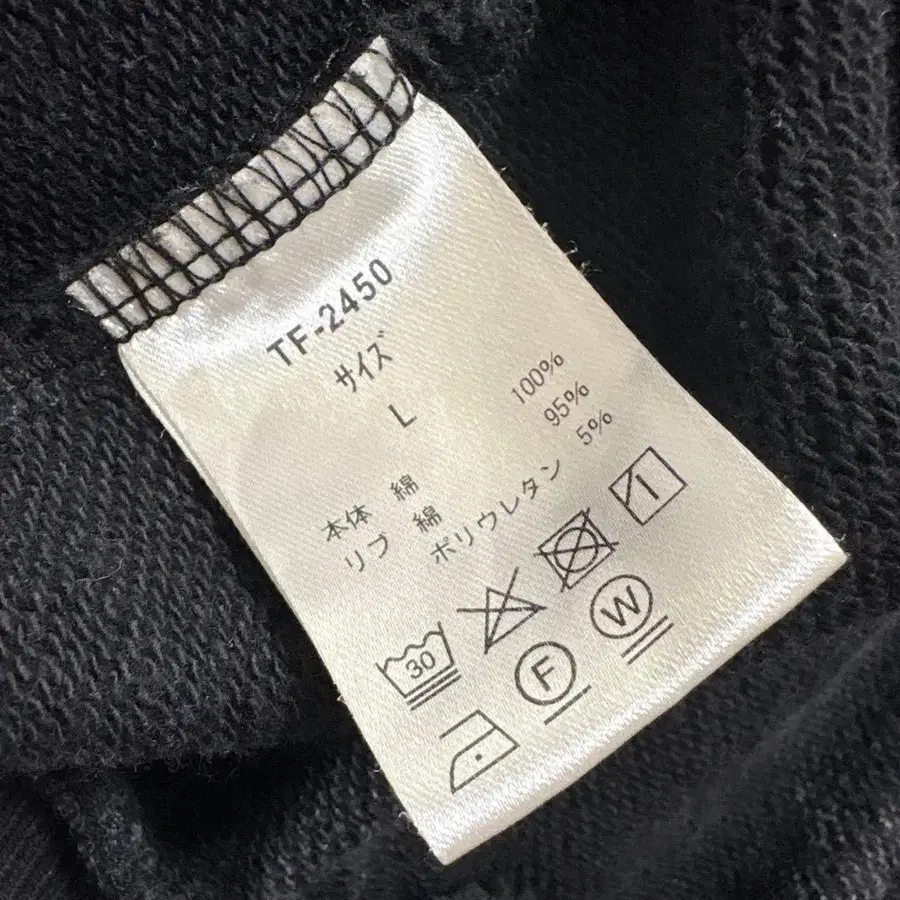 TF-2450
サイズ
L
本体 綿 100%
リブ 綿 95%
ポリウレタン 5%
30
F W